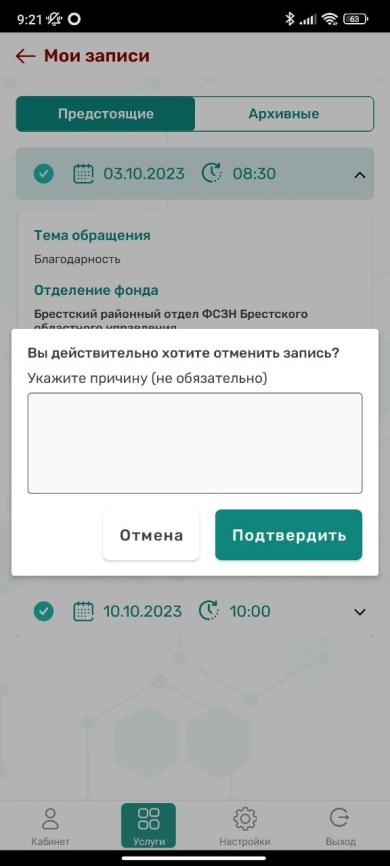 9:21
63
Мои записи
Предстоящие
Архивные
03.10.2023
08:30
Тема обращения
Благодарность
Отделение фонда
Брестский районный отдел ФСЗН Брестского
областного управления
Вы действительно хотите отменить запись?
Укажите причину (не обязательно)
Отмена
Подтвердить
10.10.2023
10:00
Кабинет
Услуги
Настройки
Выход